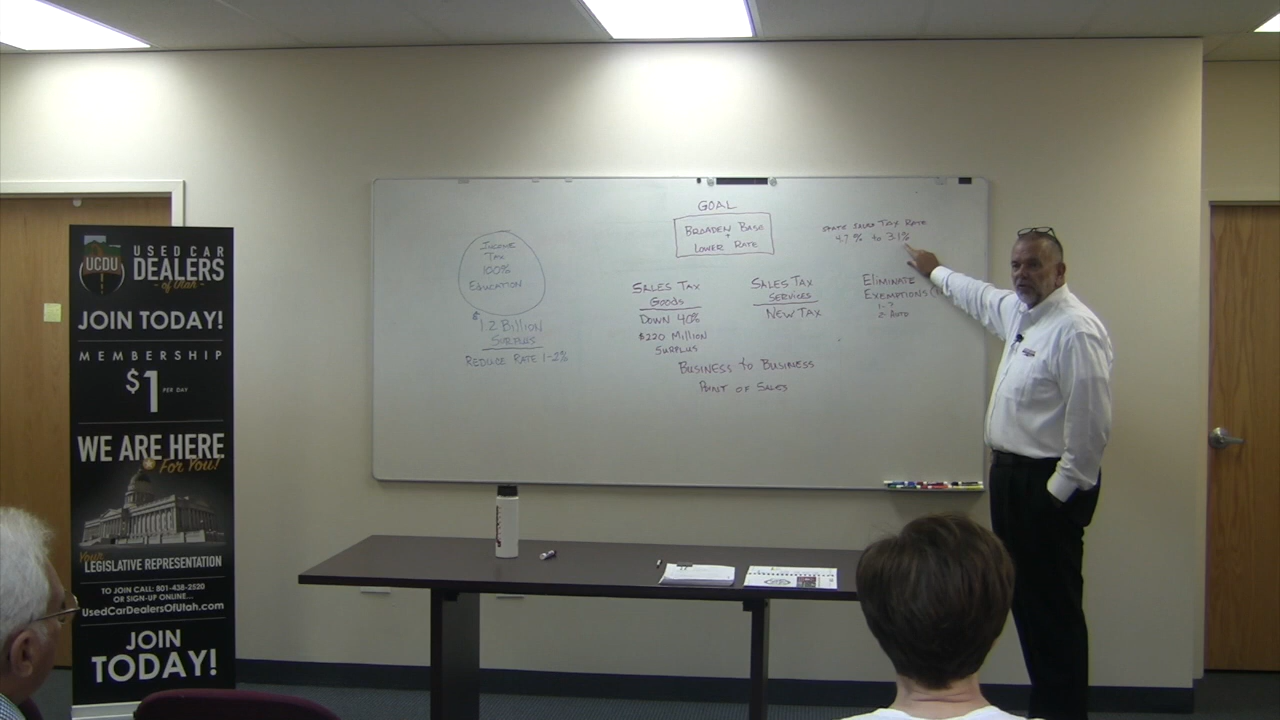 UCDU
USED CAR
DEALERS
of Utah
JOIN TODAY!
MEMBERSHIP
$1
PER DAY
WE ARE HERE
For You!
Your
LEGISLATIVE REPRESENTATION
TO JOIN CALL: 801-438-2520
OR SIGN-UP ONLINE...
UsedCarDealersOfUtah.com
JOIN
TODAY!
INCOME
TAX
100%
EDUCATION
$1.2 BILLION
SURPLUS
REDUCE RATE 1-2%
GOAL
BROADEN BASE
+
LOWER RATE
STATE SALES TAX RATE
4.7% to 3.1%
SALES TAX
GOODS
DOWN 40%
$220 MILLION
SURPLUS
SALES TAX
SERVICES
NEW TAX
ELIMINATE
EXEMPTIONS
1-?
2-AUTO
BUSINESS to BUSINESS
POINT OF SALES